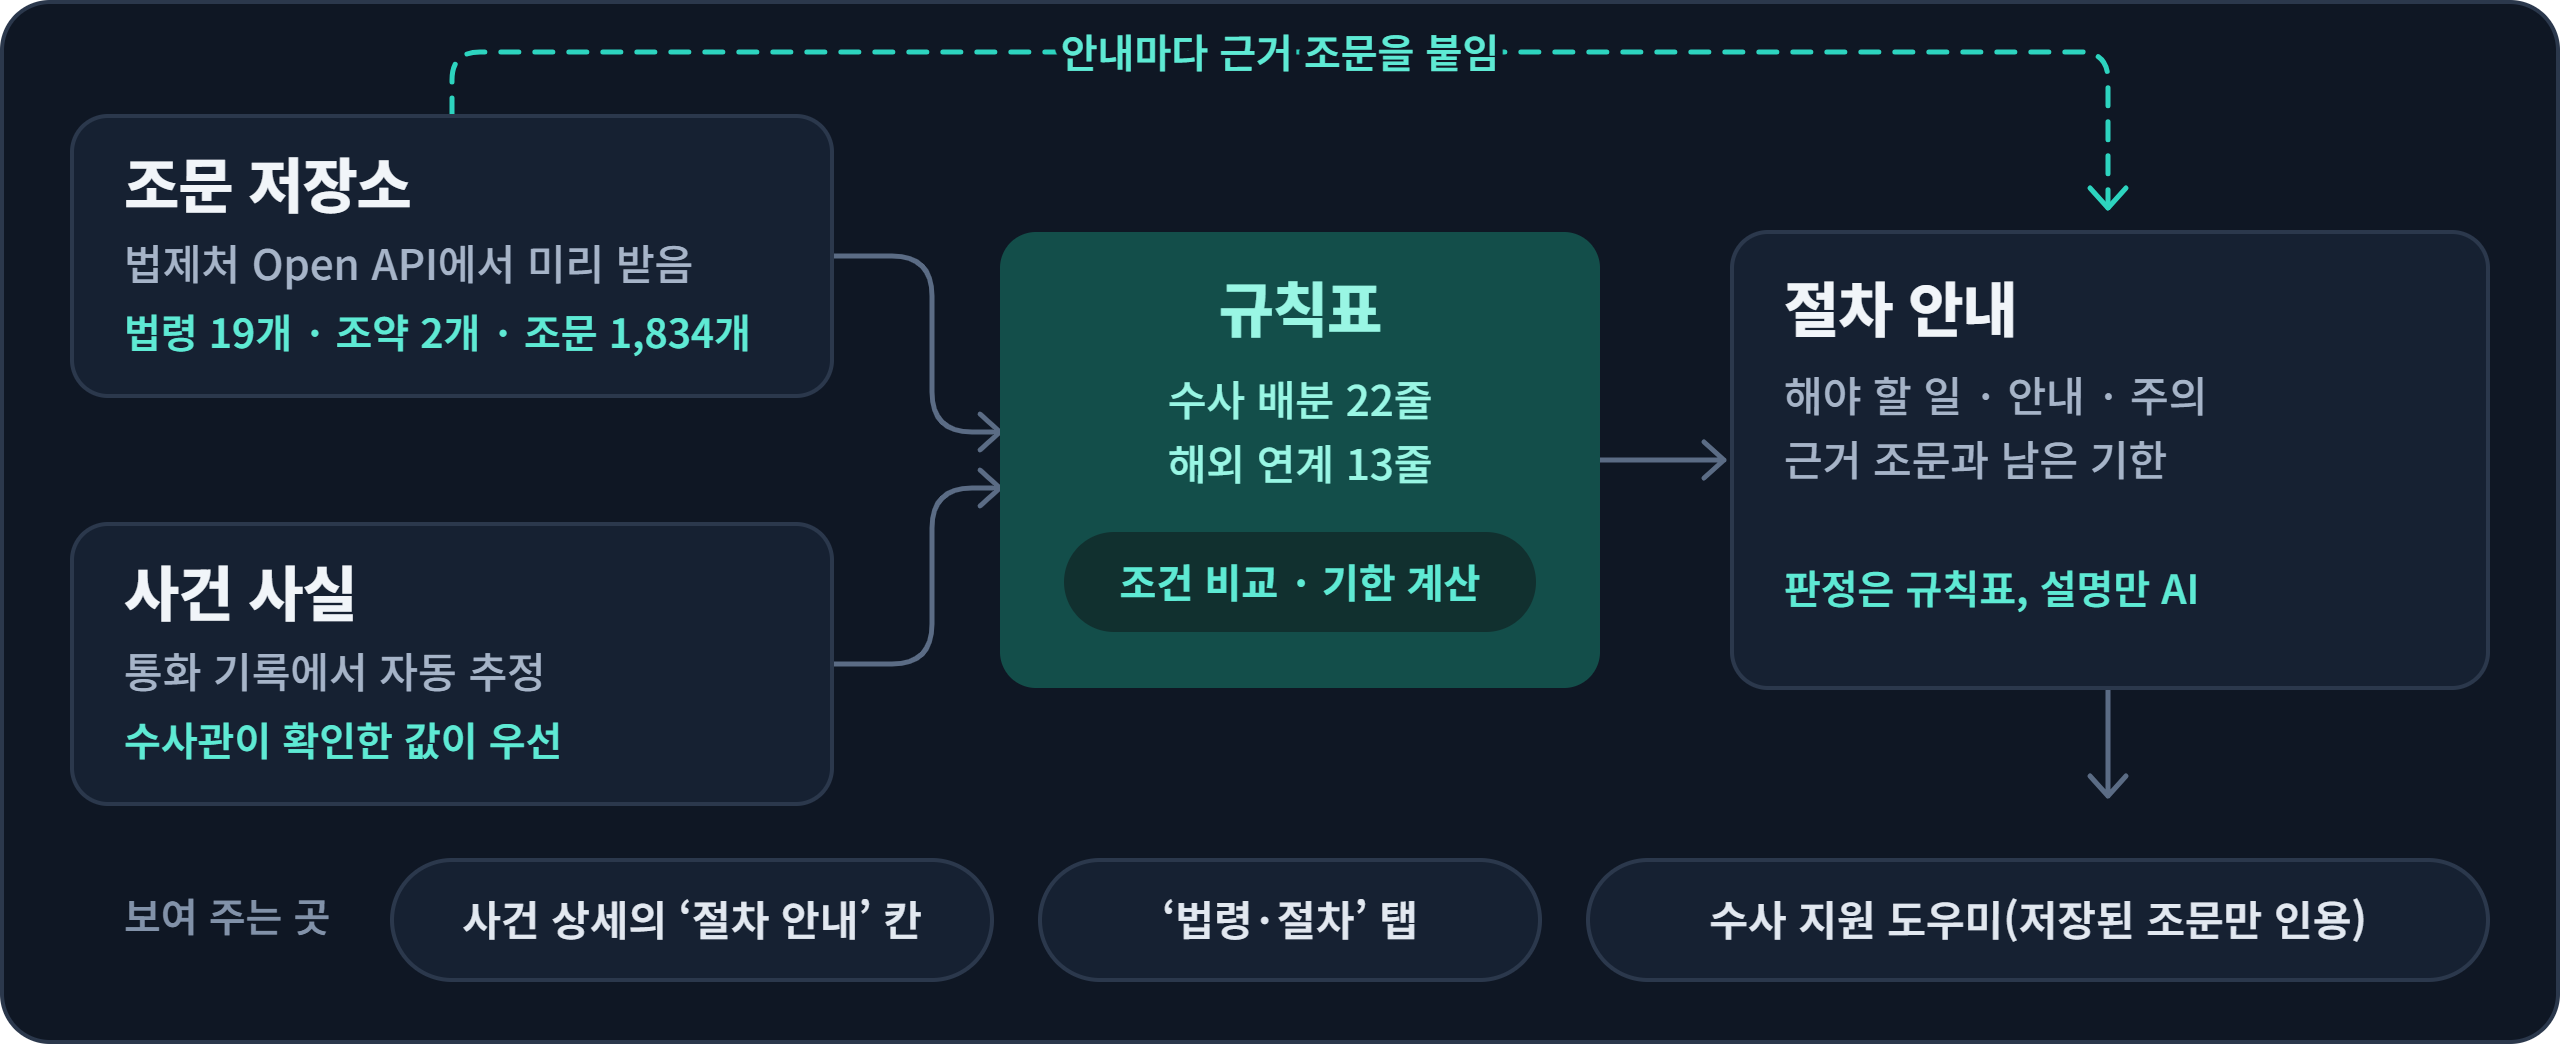 안내마다 근거 조문을 붙임
조문 저장소
법제처 Open API에서 미리 받음
법령 19개 · 조약 2개 · 조문 1,834개
사건 사실
통화 기록에서 자동 추정
수사관이 확인한 값이 우선
규칙표
수사 배분 22줄
해외 연계 13줄
조건 비교 · 기한 계산
절차 안내
해야 할 일 · 안내 · 주의
근거 조문과 남은 기한
판정은 규칙표, 설명만 AI
보여 주는 곳
사건 상세의 ‘절차 안내’ 칸
‘법령·절차’ 탭
수사 지원 도우미(저장된 조문만 인용)